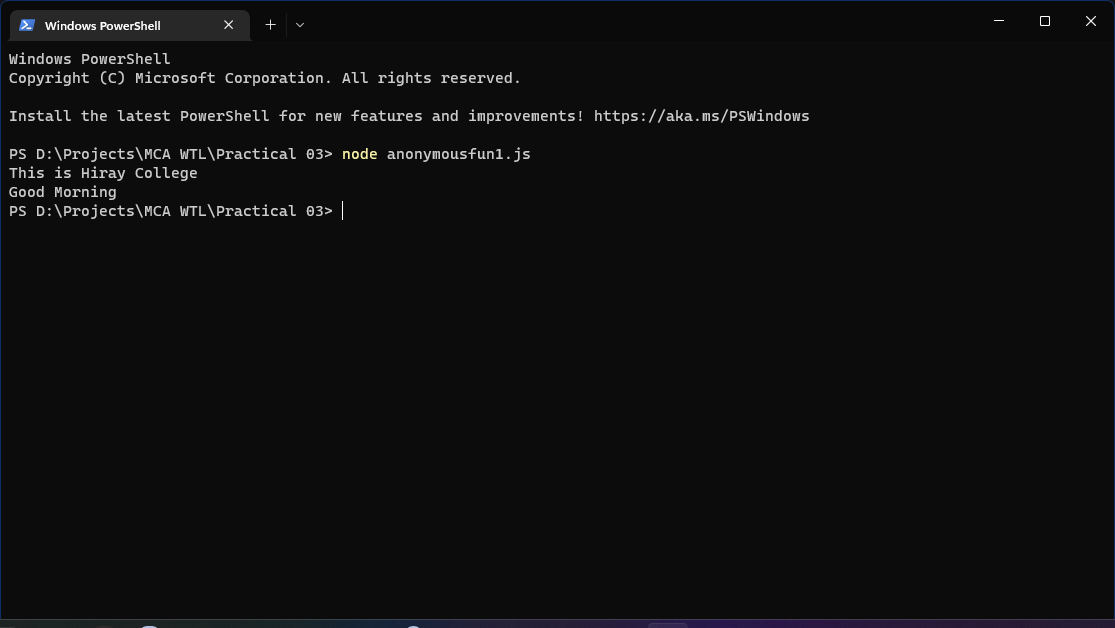 Windows PowerShell
Windows PowerShell
Copyright (C) Microsoft Corporation. All rights reserved.
Install the latest PowerShell for new features and improvements! https://aka.ms/PSWindows
PS D:\Projects\MCA WTL\Practical 03> node anonymousfun1.js
This is Hiray College
Good Morning
PS D:\Projects\MCA WTL\Practical 03>